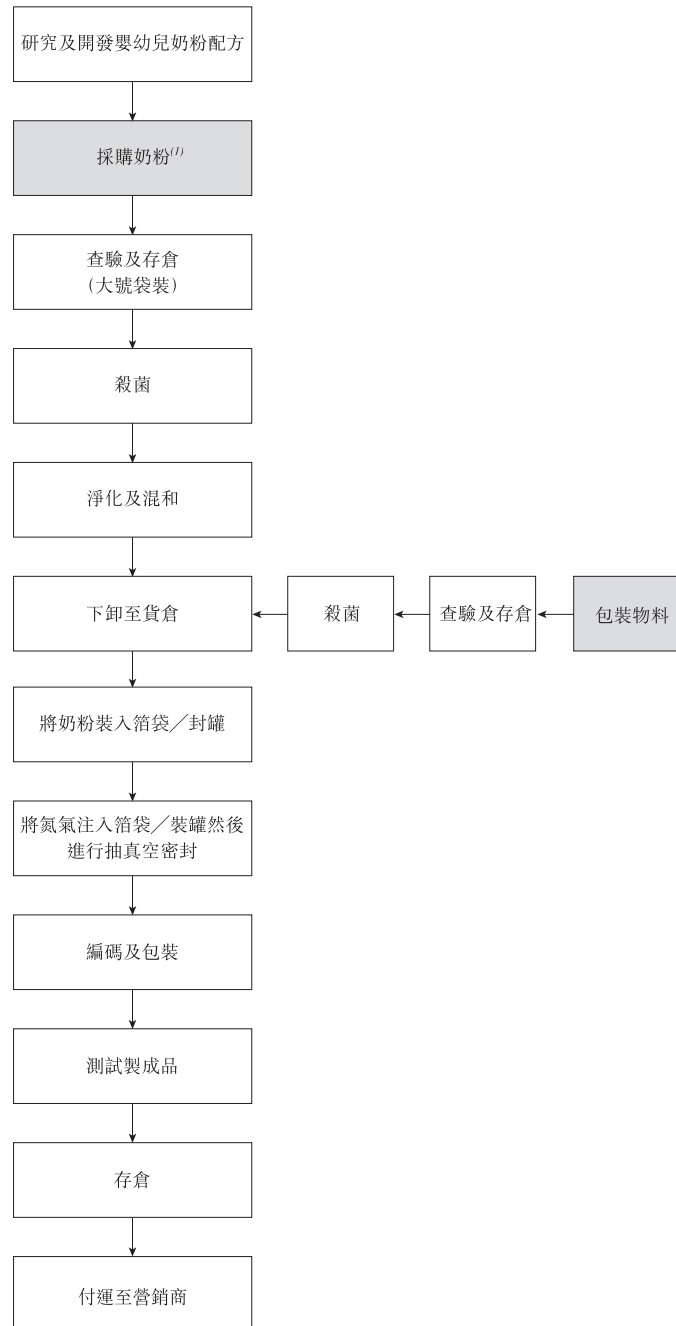 研究及開發嬰幼兒奶粉配方
採購奶粉(1)
查驗及存倉
(大號袋裝)
殺菌
淨化及混和
下卸至貨倉
殺菌
查驗及存倉
包裝物料
將奶粉裝入箔袋／封罐
將氮氣注入箔袋／裝罐然後
進行抽真空密封
編碼及包裝
測試製成品
存倉
付運至營銷商